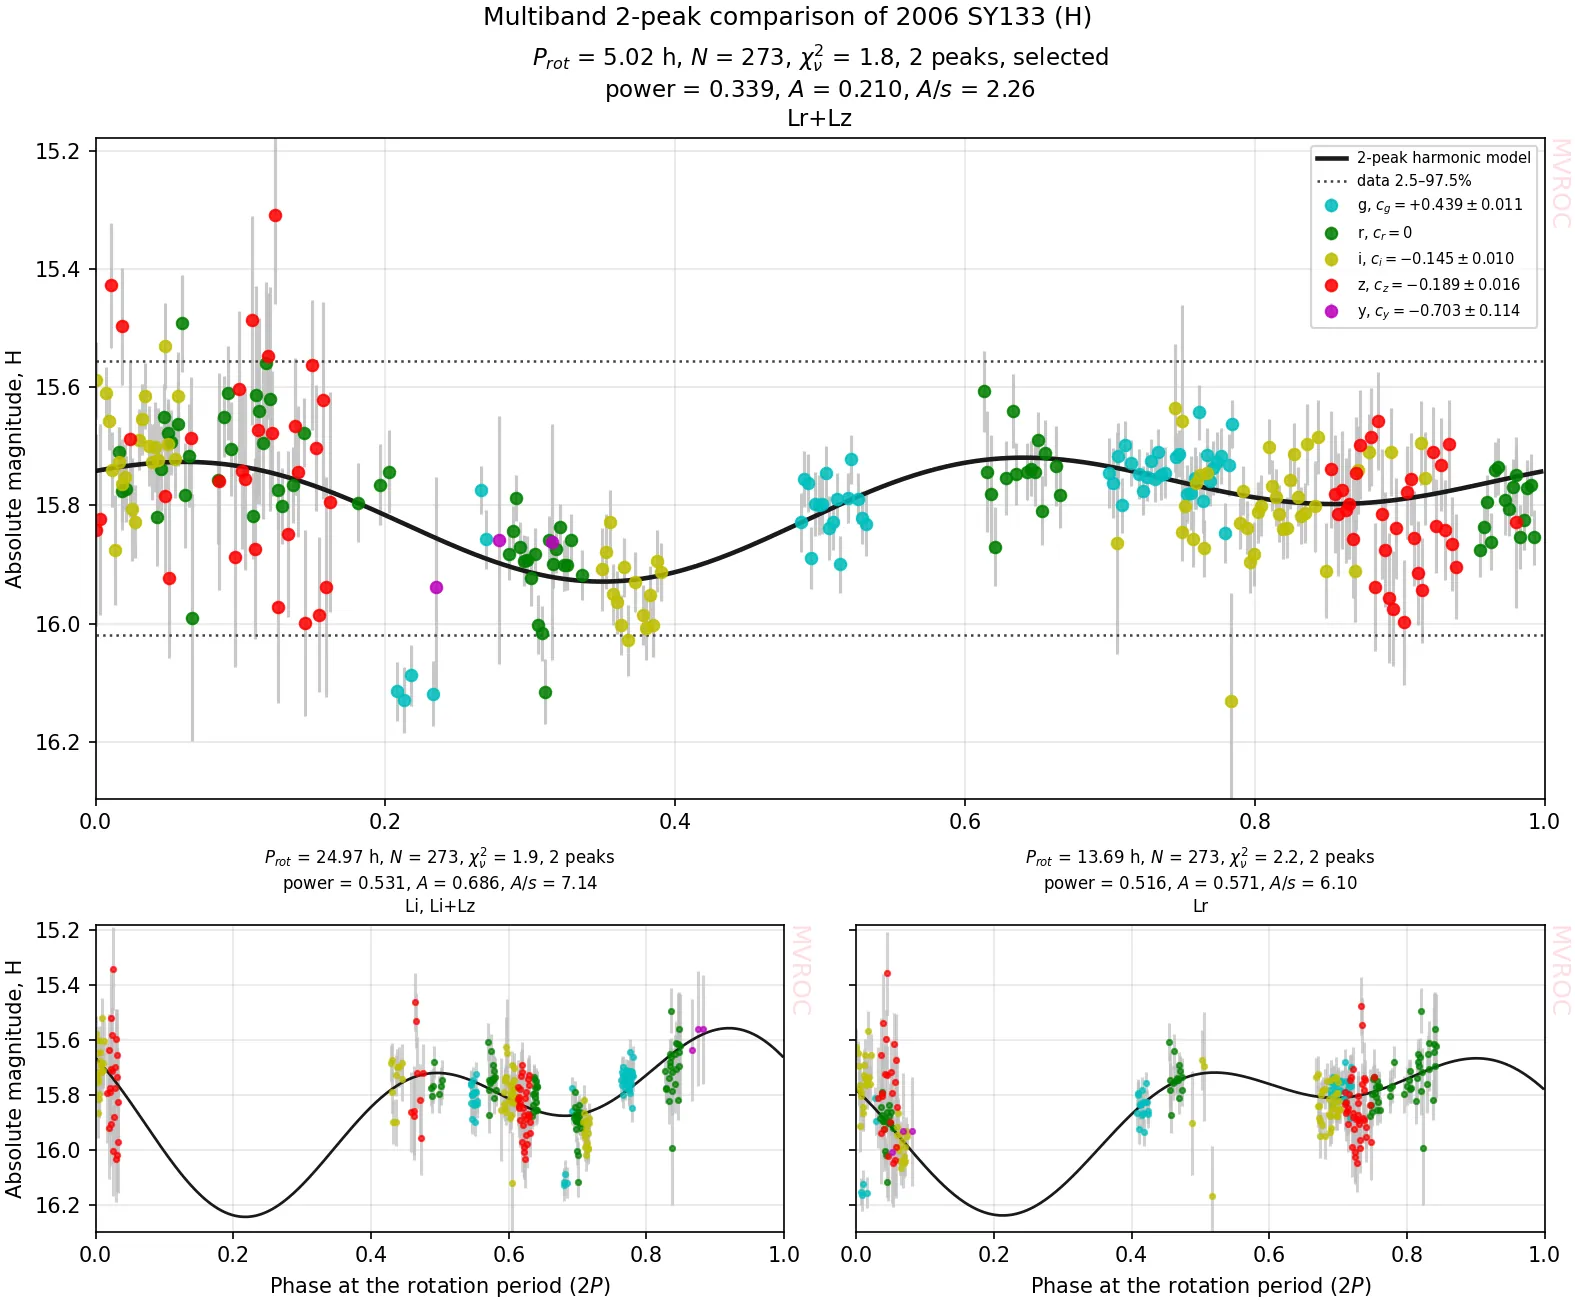 Multiband 2-peak comparison of 2006 SY133 (H)
P_rot = 5.02 h, N = 273, χ²_ν = 1.8, 2 peaks, selected
power = 0.339, A = 0.210, A/s = 2.26
Lr+Lz
15.2
15.4
15.6
15.8
16.0
16.2
Absolute magnitude, H
0.0 0.2 0.4 0.6 0.8 1.0
2-peak harmonic model
data 2.5–97.5%
g, c_g = +0.439 ± 0.011
r, c_r = 0
i, c_i = −0.145 ± 0.010
z, c_z = −0.189 ± 0.016
y, c_y = −0.703 ± 0.114
MVROC
P_rot = 24.97 h, N = 273, χ²_ν = 1.9, 2 peaks
power = 0.531, A = 0.686, A/s = 7.14
Li, Li+Lz
15.2
15.4
15.6
15.8
16.0
16.2
Absolute magnitude, H
0.0 0.2 0.4 0.6 0.8 1.0
Phase at the rotation period (2P)
MVROC
P_rot = 13.69 h, N = 273, χ²_ν = 2.2, 2 peaks
power = 0.516, A = 0.571, A/s = 6.10
Lr
0.0 0.2 0.4 0.6 0.8 1.0
Phase at the rotation period (2P)
MVROC